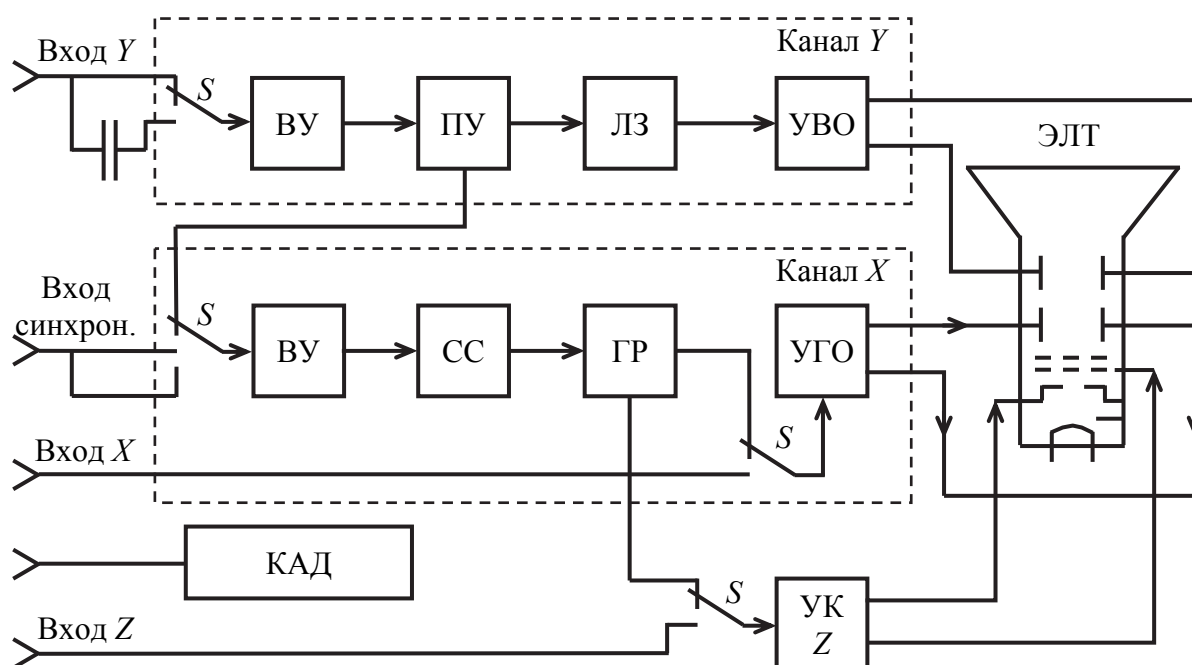 Вход Y
Канал Y
S
ВУ
ПУ
ЛЗ
УВО
ЭЛТ
Канал X
Вход
синхрон.
S
ВУ
СС
ГР
УГО
Вход X
S
КАД
Вход Z
S
УК
Z